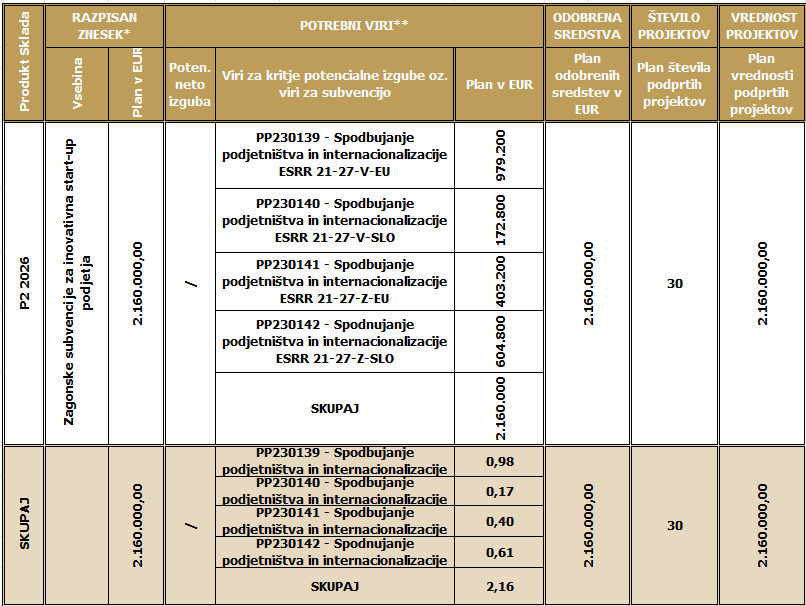 Produkt Sklada
RAZPISAN
ZNESEK*
POTREBNI VIRI**
ODOBRENA
SREDSTVA
ŠTEVILO
PROJEKTOV
VREDNOST
PROJEKTOV
Vsebina
Plan v EUR
Poten.
neto
izguba
Viri za kritje potencialne izgube oz.
viri za subvencijo
Plan v EUR
Plan
odobrenih
sredstev v
EUR
Plan števila
podprtih
projektov
Plan
vrednosti
podprtih
projektov
P2 2026
Zagonske subvencije za inovativna start-up
podjetja
2.160.000,00
/
PP230139 - Spodbujanje
podjetništva in internacionalizacije
ESRR 21-27-V-EU
979.200
PP230140 - Spodbujanje
podjetništva in internacionalizacije
ESRR 21-27-V-SLO
172.800
PP230141 - Spodbujanje
podjetništva in internacionalizacije
ESRR 21-27-Z-EU
403.200
PP230142 - Spodnujanje
podjetništva in internacionalizacije
ESRR 21-27-Z-SLO
604.800
SKUPAJ
2.160.000
2.160.000,00
30
2.160.000,00
SKUPAJ
2.160.000,00
/
PP230139 - Spodbujanje
podjetništva in internacionalizacije
0,98
PP230140 - Spodbujanje
podjetništva in internacionalizacije
0,17
PP230141 - Spodbujanje
podjetništva in internacionalizacije
0,40
PP230142 - Spodnujanje
podjetništva in internacionalizacije
0,61
SKUPAJ
2,16
2.160.000,00
30
2.160.000,00